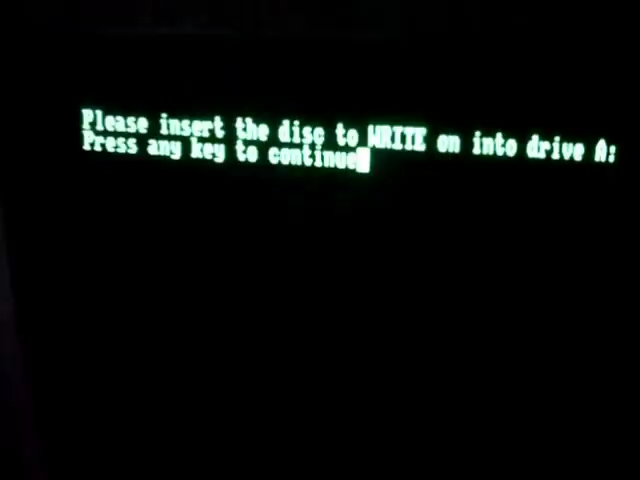 Please insert the disc to WRITE on into drive A:
Press any key to continue